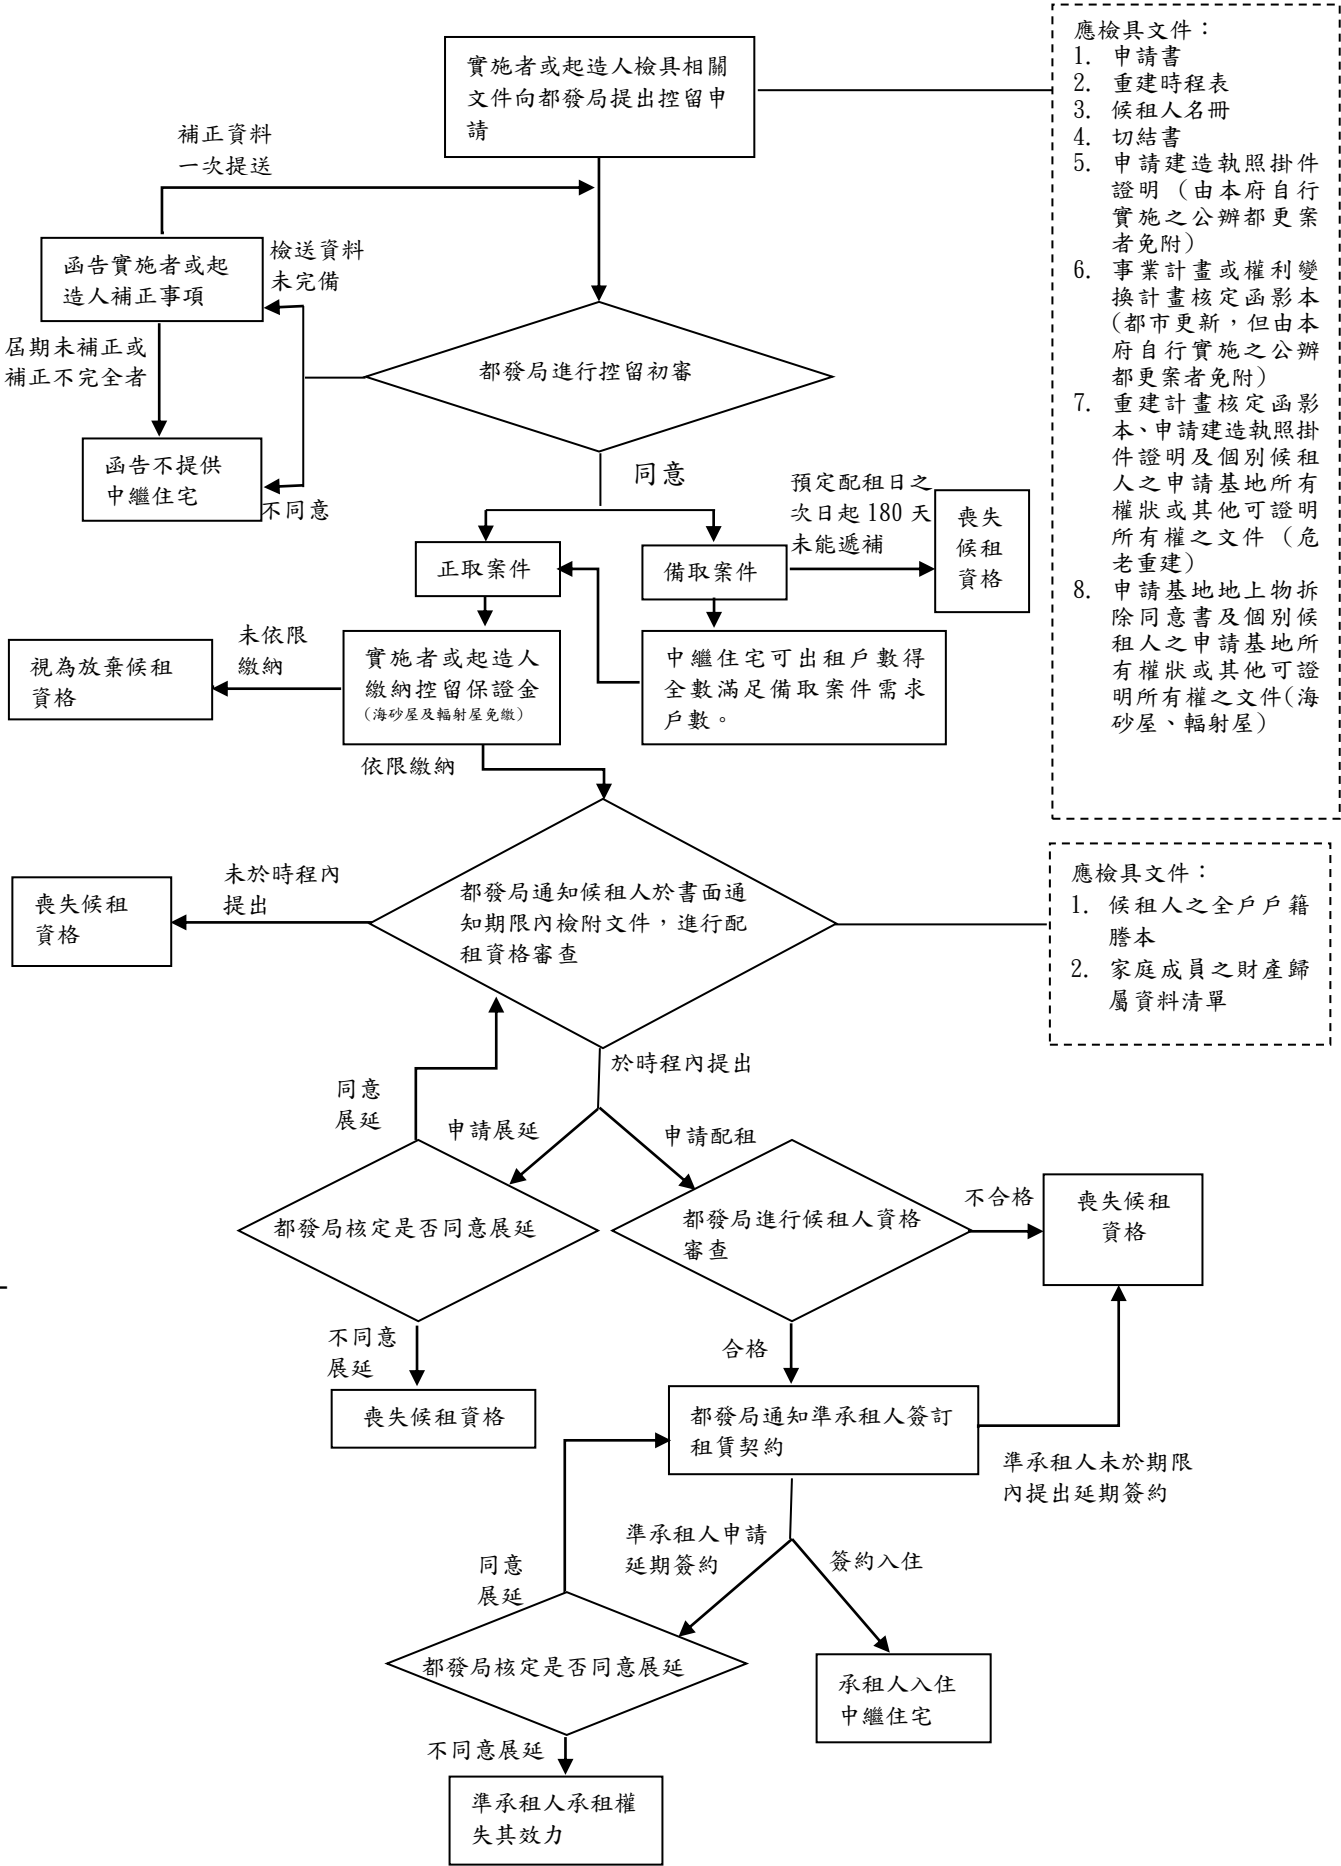 實施者或起造人檢具相關
文件向都發局提出控留申
請
應檢具文件：
1. 申請書
2. 重建時程表
3. 候租人名冊
4. 切結書
5. 申請建造執照掛件
證明（由本府自行
實施之公辦都更案
者免附)
6. 事業計畫或權利變
換計畫核定函影本
(都市更新，但由本
府自行實施之公辦
都更案者免附)
7. 重建計畫核定函影
本、申請建造執照掛
件證明及個別候租
人之申請基地所有
權狀或其他可證明
所有權之文件（危
老重建)
8. 申請基地地上物拆
除同意書及個別候
租人之申請基地所
有權狀或其他可證
明所有權之文件(海
砂屋、輻射屋)
補正資料
一次提送
函告實施者或起
造人補正事項
檢送資料
未完備
屆期未補正或
補正不完全者
都發局進行控留初審
函告不提供
中繼住宅
不同意
同意
預定配租日之
次日起 180 天
未能遞補
喪失
候租
資格
正取案件
備取案件
未依限
繳納
視為放棄候租
資格
實施者或起造人
繳納控留保證金
(海砂屋及輻射屋免繳)
中繼住宅可出租戶數得
全數滿足備取案件需求
戶數。
依限繳納
未於時程內
提出
喪失候租
資格
都發局通知候租人於書面通
知期限內檢附文件，進行配
租資格審查
應檢具文件：
1. 候租人之全戶戶籍
謄本
2. 家庭成員之財產歸
屬資料清單
於時程內提出
同意
展延
申請展延
申請配租
都發局核定是否同意展延
都發局進行候租人資格
審查
不合格
喪失候租
資格
不同意
展延
合格
喪失候租資格
都發局通知準承租人簽訂
租賃契約
準承租人未於期限
內提出延期簽約
準承租人申請
延期簽約
簽約入住
同意
展延
都發局核定是否同意展延
承租人入住
中繼住宅
不同意展延
準承租人承租權
失其效力